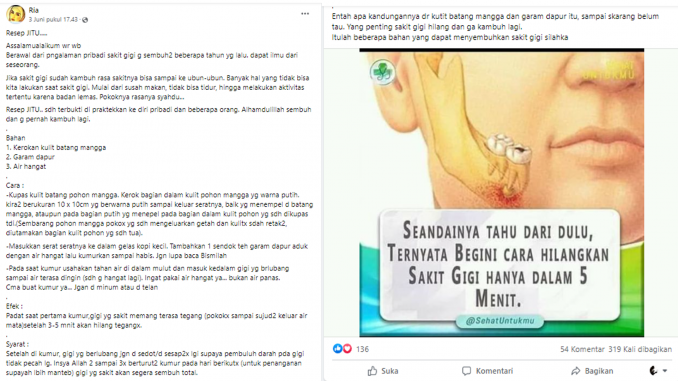 Ria
3 Juni pukul 17.43
Resep JITU....
Assalamualaikum wr wb
Berawal dari pngalaman pribadi sakit gigi g sembuh2 beberapa tahun yg lalu. dapat ilmu dari
seseorang.
Jika sakit gigi sudah kambuh rasa sakitnya bisa sampai ke ubun-ubun. Banyak hal yang tidak bisa
kita lakukan saat sakit gigi. Mulai dari susah makan, tidak bisa tidur, hingga melakukan aktivitas
tertentu karena badan lemas. Pokoknya rasanya syahdu...
Resep JITU.. sdh terbukti di praktekkan ke diri pribadi dan beberapa orang. Alhamdulillah sembuh
dan g pernah kambuh lagi.
.
Bahan
1. Kerokan kulit batang mangga
2. Garam dapur
3. Air hangat
.
Cara :
-Kupas kulit batang pohon mangga. Kerok bagian dalam kulit pohon mangga yg warna putih.
kira2 berukuran 10 x 10cm yg berwarna putih sampai keluar seratnya, baik yg menempel d batang
mangga, ataupun pada bagian putih yg menepel pada bagian dalam kulit pohon yg sdh dikupas
tdi.(Sembarang pohon mangga pokox yg sdh mengeluarkan getah dan kulitx sdah retak2,
diutamakan bagian kulit pohon yg sdh tua).
-Masukkan serat seratnya ke dalam gelas kopi kecil. Tambahkan 1 sendok teh garam dapur aduk
dengan air hangat lalu kumurkan sampai habis. Jgn lupa baca Bismilah
-Pada saat kumur usahakan tahan air di dalam mulut dan masuk kedalam gigi yg brlubang
sampai air terasa dingin (sdh g hangat lagi). Ingat pakai air hangat ya... bukan air panas.
Cma buat kumur ya... Jgan d minum atau d telan
.
Efek :
Padat saat pertama kumur,gigi yg sakit memang terasa tegang (pokokx sampai sujud2 keluar air
mata)setelah 3-5 mnit akan hilang tegangx.
.
Syarat :
Setelah di kumur, gigi yg berlubang jgn d sedot/d sesap2x lgi supaya pembuluh darah pda gigi
tidak pecah lg. Insya Allah 2 sampai 3x berturut2 kumur pada hari berikutx (untuk penanganan
supayah ibih manteb) gigi yg sakit akan segera sembuh total.
Entah apa kandungannya dr kutit batang mangga dan garam dapur itu, sampai skarang belum
tau. Yang penting sakit gigi hilang dan ga kambuh lagi.
Itulah beberapa bahan yang dapat menyembuhkan sakit gigi silahka
SEHAT
UNTUKMU
SEANDAINYA TAHU DARI DULU,
TERNYATA BEGINI CARA HILANGKAN
SAKIT GIGI HANYA DALAM 5
MENIT.
@SehatUntukmu
136
54 Komentar 319 Kali dibagikan
Suka
Komentari
Bagikan